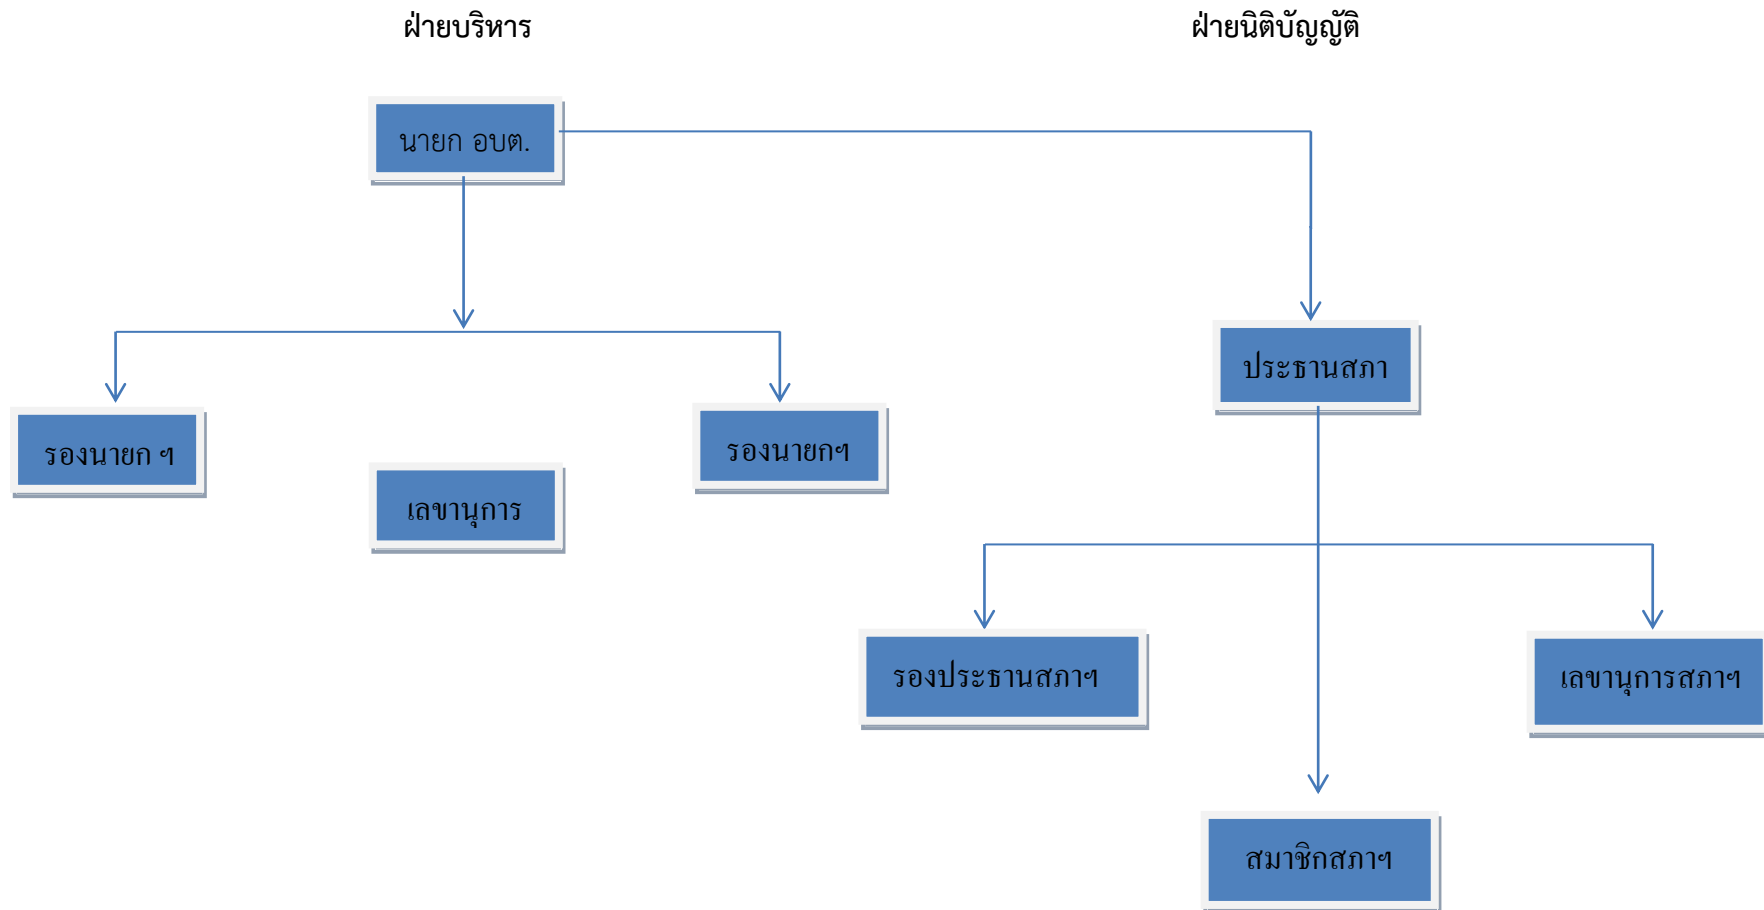 ฝ่ายบริหาร
ฝ่ายนิติบัญญัติ
นายก อบต.
ประธานสภา
รองนายก ฯ
รองนายกฯ
เลขานุการ
รองประธานสภาฯ
เลขานุการสภาฯ
สมาชิกสภาฯ